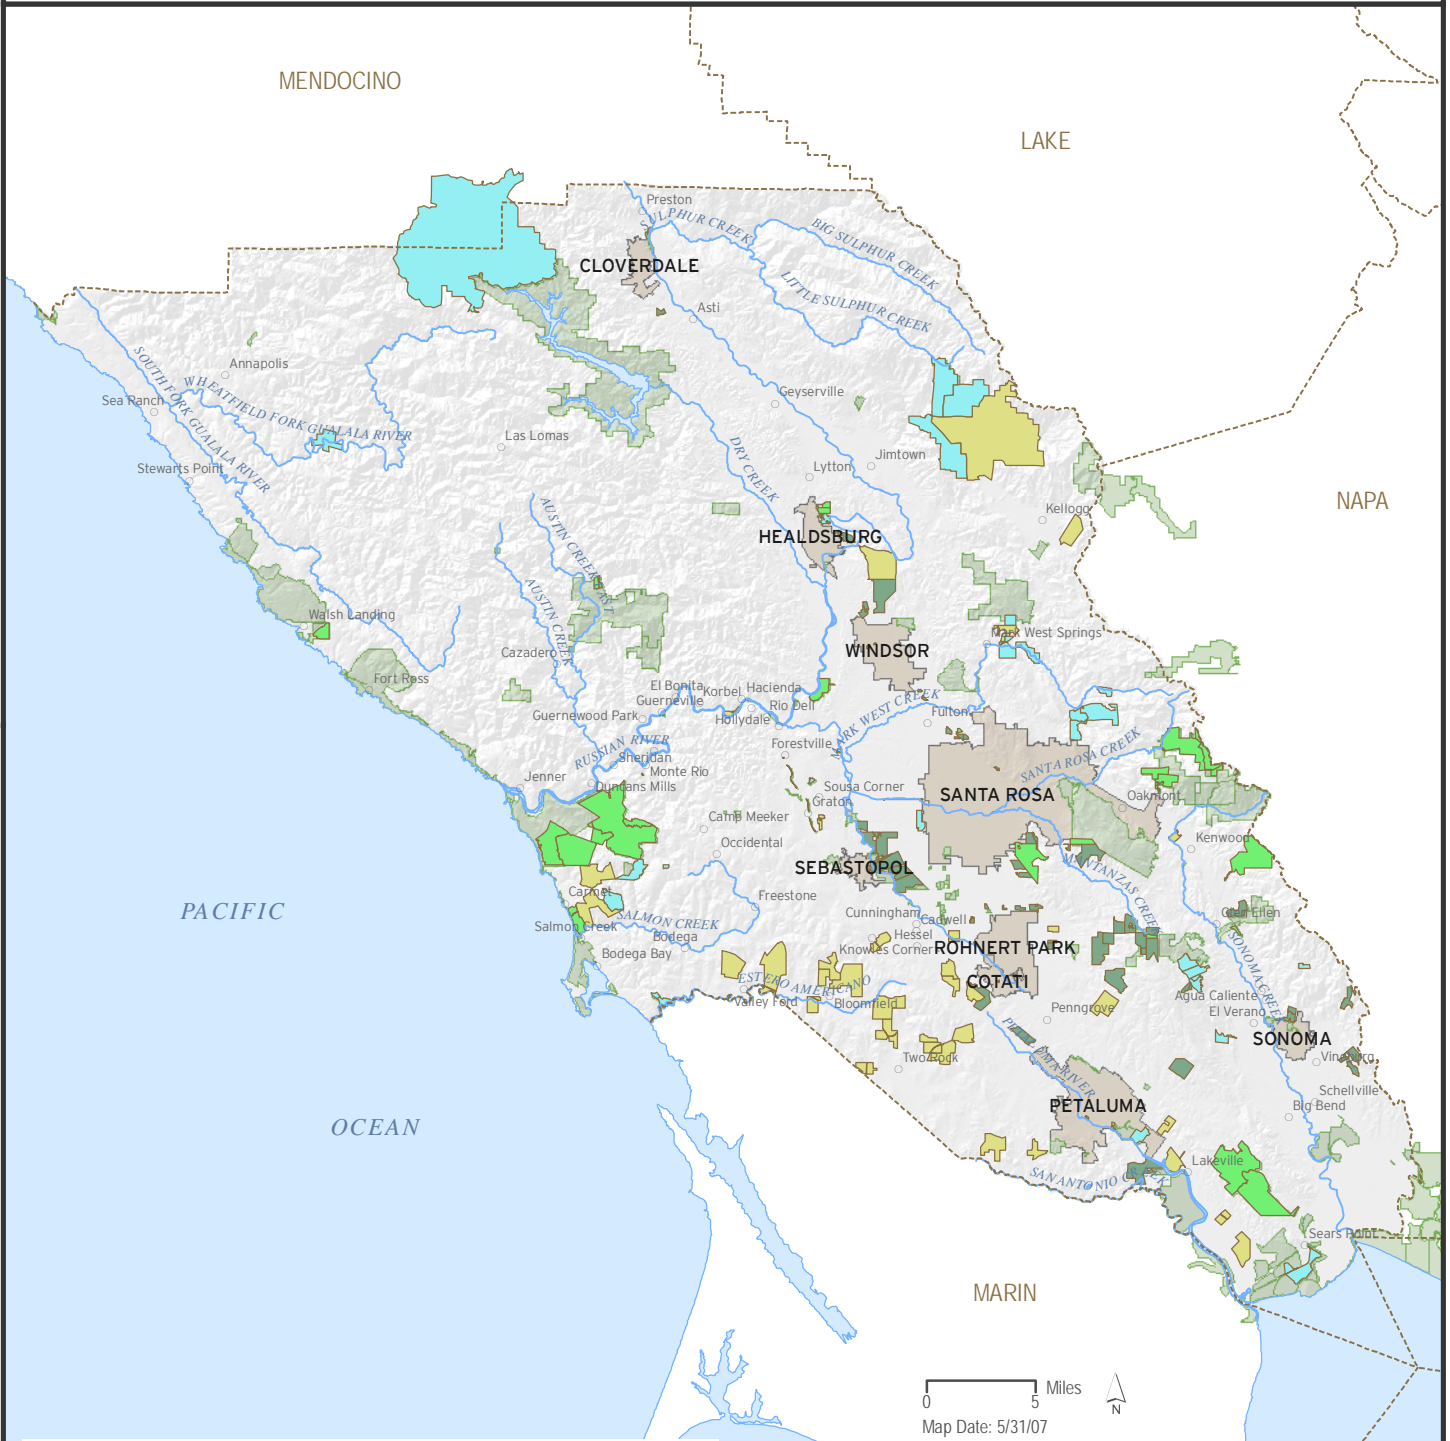 MENDOCINO
LAKE
Preston
SULPHUR CREEK
BIG SULPHUR CREEK
CLOVERDALE
LITTLE SULPHUR CREEK
Asti
Annapolis
SOUTH FORK GUALALA RIVER
WHEATFIELD FORK GUALALA RIVER
Sea Ranch
Geyserville
Las Lomas
DRY CREEK
Jimtown
Lytton
Stewarts Point
NAPA
AUSTIN CREEK EAST
Kellogg
HEALDSBURG
AUSTIN CREEK
Walsh Landing
Mark West Springs
WINDSOR
Cazadero
Fort Ross
El Bonita
Korbel
Hacienda
Guerneville
Rio Dell
Guernewood Park
Hollydale
MARK WEST CREEK
Fulton
RUSSIAN RIVER
Forestville
SANTA ROSA CREEK
Sheridan
Monte Rio
Jenner
Duncans Mills
Sousa Corner
SANTA ROSA
Oakmont
Graton
Camp Meeker
Occidental
Kenwood
SEBASTOPOL
MANTANZAS CREEK
Carmet
Freestone
PACIFIC
Cunningham
Cadwell
Glen Ellen
Salmon Creek
SALMON CREEK
Bodega
Hessel
Knowles Corner
ROHNERT PARK
Bodega Bay
SONOMA CREEK
COTATI
ESTERO AMERICANO
Valley Ford
Bloomfield
Agua Caliente
Penngrove
El Verano
SONOMA
Two Rock
PETALUMA RIVER
Vineburg
Schellville
PETALUMA
Big Bend
OCEAN
Lakeville
SAN ANTONIO CREEK
Sears Point
MARIN
Miles
0 5
N
Map Date: 5/31/07